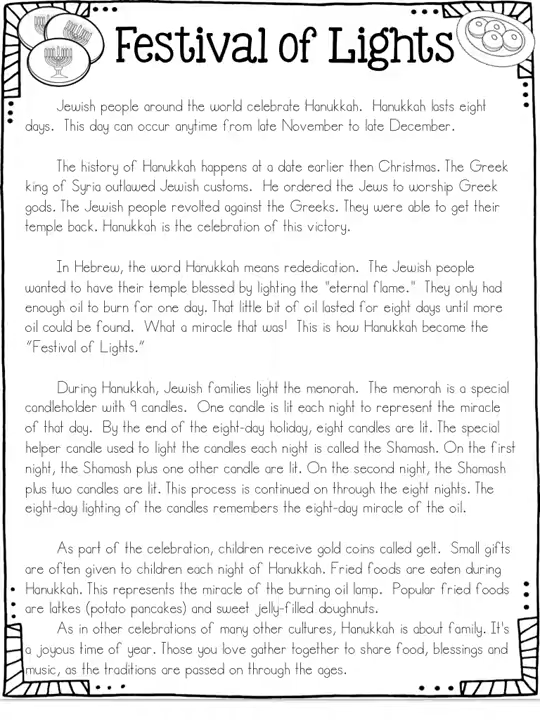 Festival of Lights
Jewish people around the world celebrate Hanukkah. Hanukkah lasts eight
days. This day can occur anytime from late November to late December.
The history of Hanukkah happens at a date earlier then Christmas. The Greek
king of Syria outlawed Jewish customs. He ordered the Jews to worship Greek
gods. The Jewish people revolted against the Greeks. They were able to get their
temple back. Hanukkah is the celebration of this victory.
In Hebrew, the word Hanukkah means rededication. The Jewish people
wanted to have their temple blessed by lighting the "eternal flame." They only had
enough oil to burn for one day. That little bit of oil lasted for eight days until more
oil could be found. What a miracle that was! This is how Hanukkah became the
"Festival of Lights."
During Hanukkah, Jewish families light the menorah. The menorah is a special
candleholder with 9 candles. One candle is lit each night to represent the miracle
of that day. By the end of the eight-day holiday, eight candles are lit. The special
helper candle used to light the candles each night is called the Shamash. On the first
night, the Shamash plus one other candle are lit. On the second night, the Shamash
plus two candles are lit. This process is continued on through the eight nights. The
eight-day lighting of the candles remembers the eight-day miracle of the oil.
As part of the celebration, children receive gold coins called gelt. Small gifts
are often given to children each night of Hanukkah. Fried foods are eaten during
Hanukkah. This represents the miracle of the burning oil lamp. Popular fried foods
are latkes (potato pancakes) and sweet jelly-filled doughnuts.
As in other celebrations of many other cultures, Hanukkah is about family. It's
a joyous time of year. Those you love gather together to share food, blessings and
music, as the traditions are passed on through the ages.